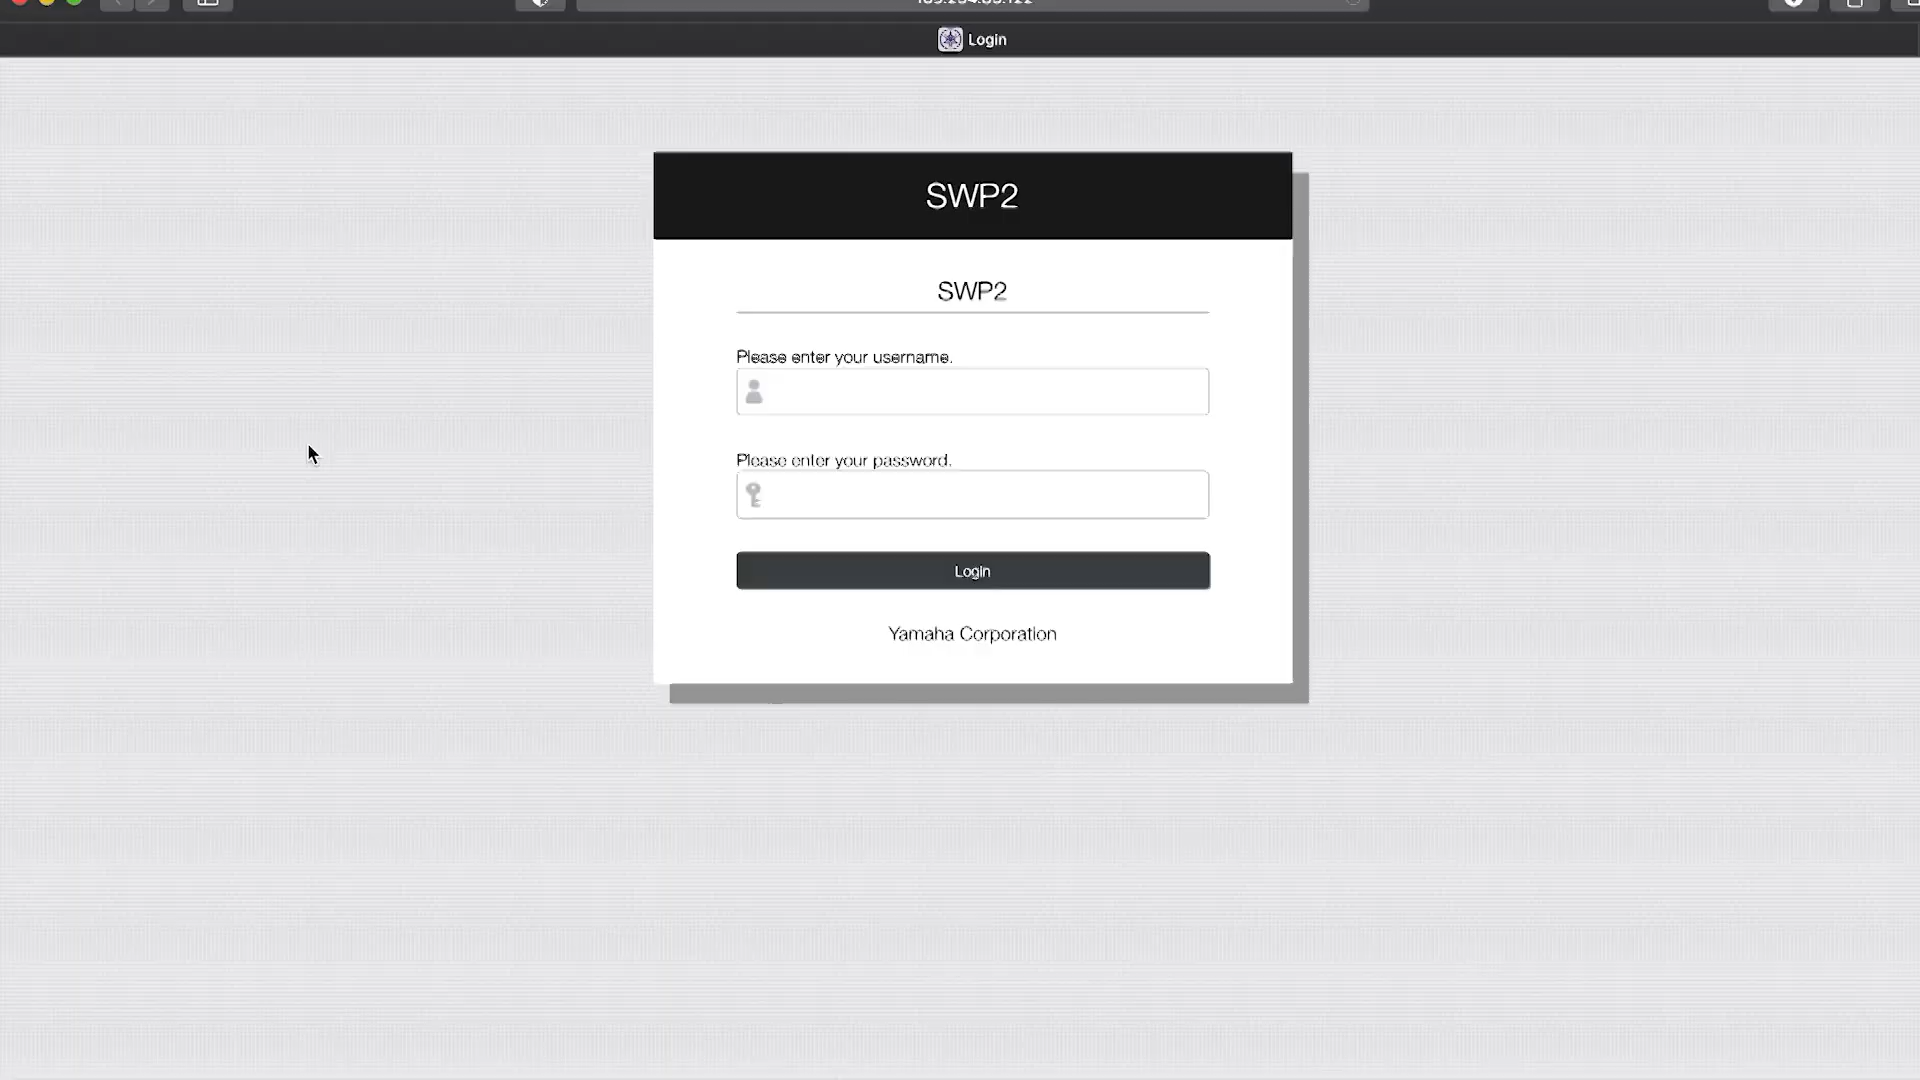 Login
SWP2
SWP2
Please enter your username.
Please enter your password.
Login
Yamaha Corporation